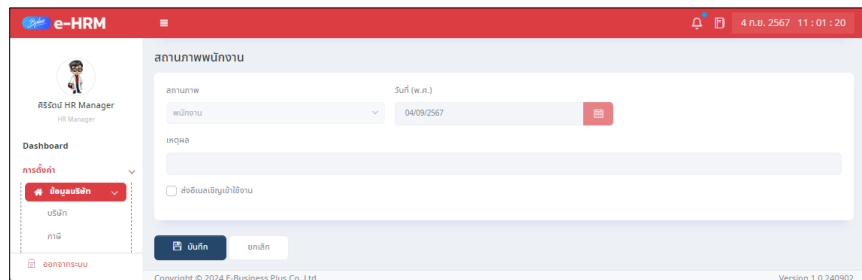 Bplus e-HRM
4 ก.ย. 2567 11 : 01 : 20
ศิริรัตน์ HR Manager
HR Manager
Dashboard
การตั้งค่า
ข้อมูลบริษัท
บริษัท
ภาษี
ออกจากระบบ
สถานภาพพนักงาน
สถานภาพ
วันที่ (พ.ศ.)
พนักงาน
04/09/2567
เหตุผล
ส่งอีเมลเชิญเข้าใช้งาน
บันทึก
ยกเลิก
Copyright © 2024 E-Business Plus Co.,Ltd.
Version 1.0.240902